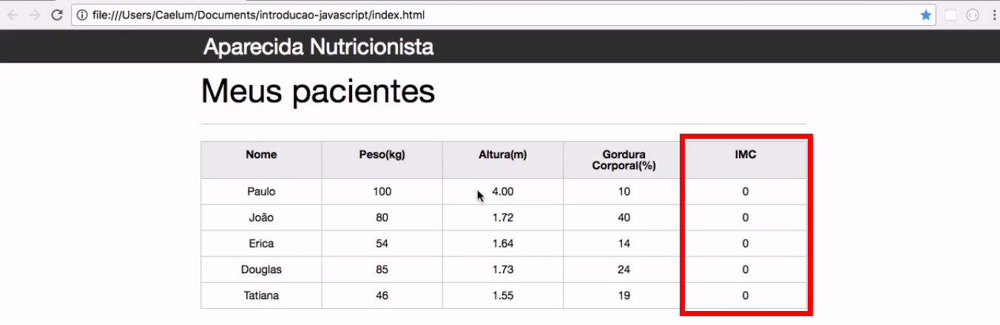 file:///Users/Caelum/Documents/introducao-javascript/index.html
Aparecida Nutricionista
Meus pacientes
Nome Peso(kg) Altura(m) Gordura Corporal(%) IMC
Paulo 100 4.00 10 0
João 80 1.72 40 0
Erica 54 1.64 14 0
Douglas 85 1.73 24 0
Tatiana 46 1.55 19 0